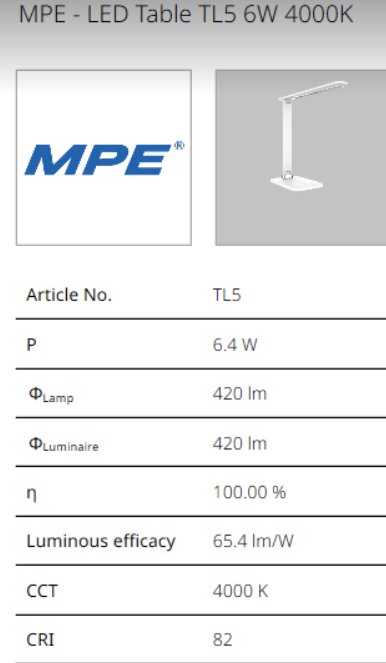 MPE - LED Table TL5 6W 4000K
MPE®
Article No. TL5
P 6.4 W
ΦLamp 420 lm
ΦLuminaire 420 lm
η 100.00 %
Luminous efficacy 65.4 lm/W
CCT 4000 K
CRI 82